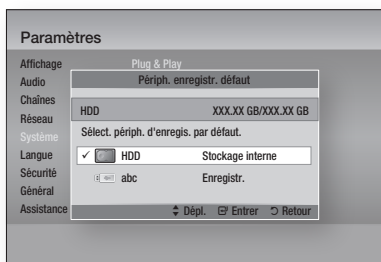 Paramètres
Affichage
Plug & Play
Audio
Périph. enregistr. défaut
Chaînes
HDD XXX.XX GB/XXX.XX GB
Réseau
Sélect. périph. d'enregis. par défaut.
Système
Langue
✓ HDD Stockage interne
Sécurité
abc Enregistr.
Général
Assistance
Dépl. Entrer Retour